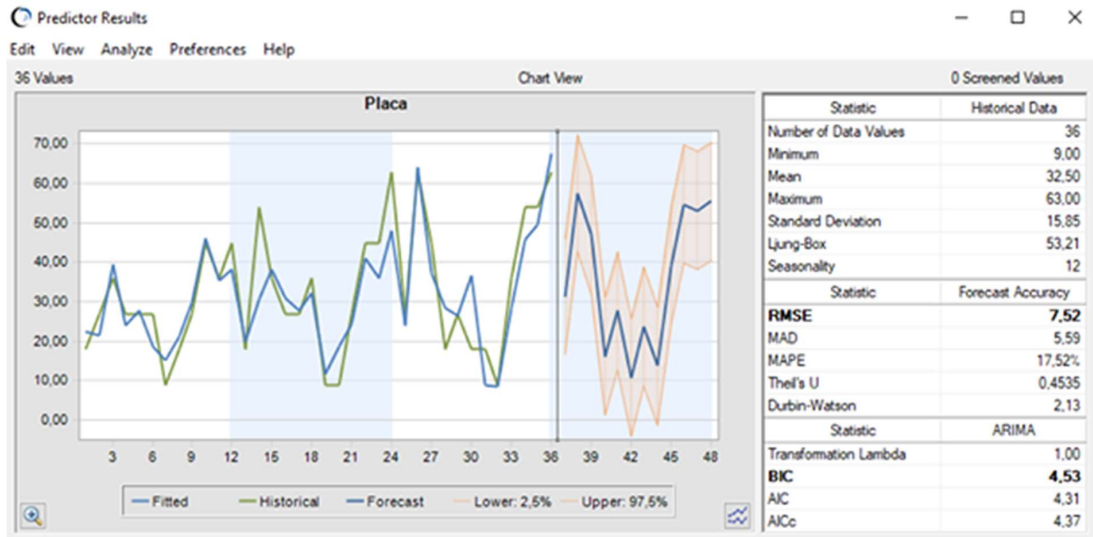 Predictor Results
Edit View Analyze Preferences Help
36 Values Chart View 0 Screened Values
Placa
70,00
60,00
50,00
40,00
30,00
20,00
10,00
0,00
3 6 9 12 15 18 21 24 27 30 33 36 39 42 45 48
Fitted Historical Forecast Lower: 2,5% Upper: 97,5%
Statistic Historical Data
Number of Data Values 36
Minimum 9,00
Mean 32,50
Maximum 63,00
Standard Deviation 15,85
Ljung-Box 53,21
Seasonality 12
Statistic Forecast Accuracy
RMSE 7,52
MAD 5,59
MAPE 17,52%
Theil's U 0,4535
Durbin-Watson 2,13
Statistic ARIMA
Transformation Lambda 1,00
BIC 4,53
AIC 4,31
AICc 4,37